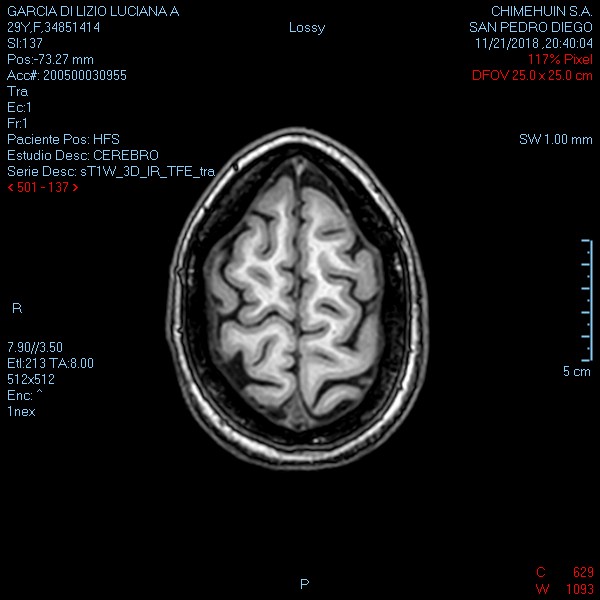 GARCIA DI LIZIO LUCIANA A
29Y,F,34851414
Sl:137
Pos:-73.27 mm
Acc#: 200500030955
Tra
Ec:1
Fr:1
Paciente Pos: HFS
Estudio Desc: CEREBRO
Serie Desc: sT1W_3D_IR_TFE_tra
< 501 - 137 >
Lossy
CHIMEHUIN S.A.
SAN PEDRO DIEGO
11/21/2018 ,20:40:04
117% Pixel
DFOV 25.0 x 25.0 cm
SW 1.00 mm
R
7.90//3.50
Etl:213 TA:8.00
512x512
Enc: ^
1nex
5 cm
P
C 629
W 1093